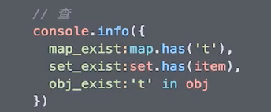 // 查
console.info({
map_exist:map.has('t'),
set_exist:set.has(item),
obj_exist:'t' in obj
})